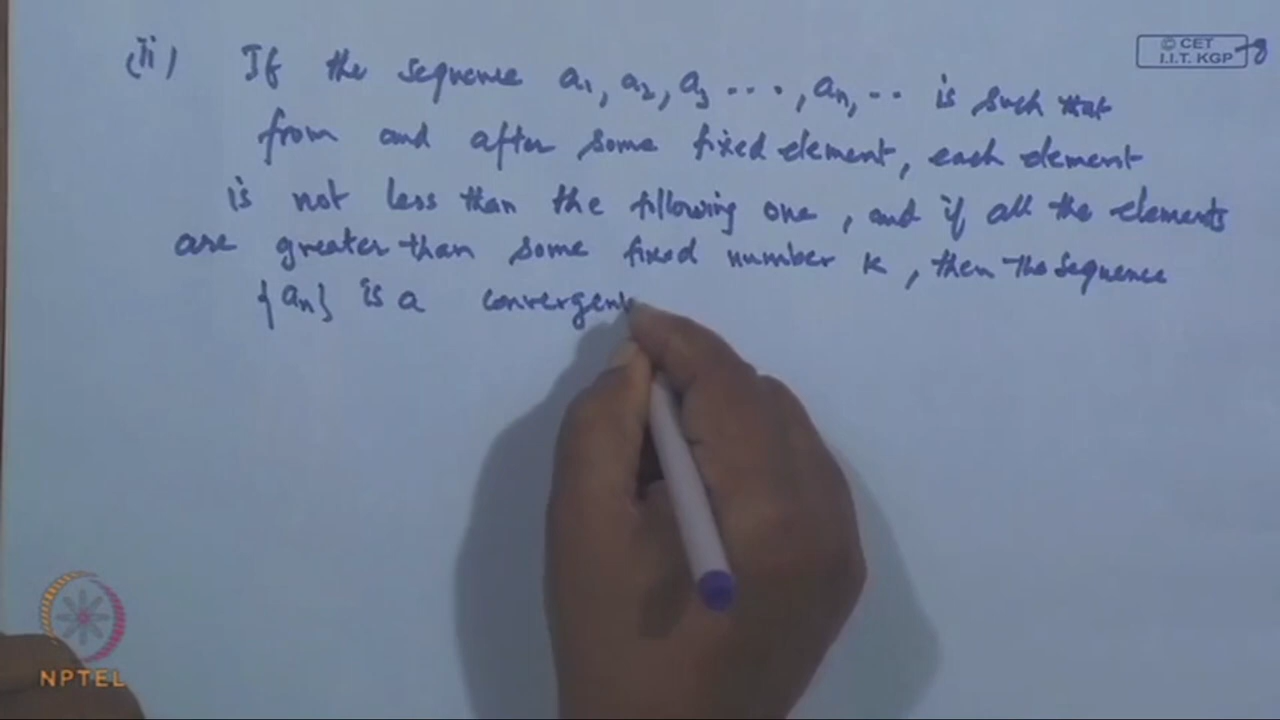 (ii) If the sequence a1, a2, a3 ..., an, .. is such that
from and after some fixed element, each element
is not less than the following one, and if all the elements
are greater than some fixed number k, then the sequence
{an} is a convergent
© CET
I.I.T. KGP
NPTEL